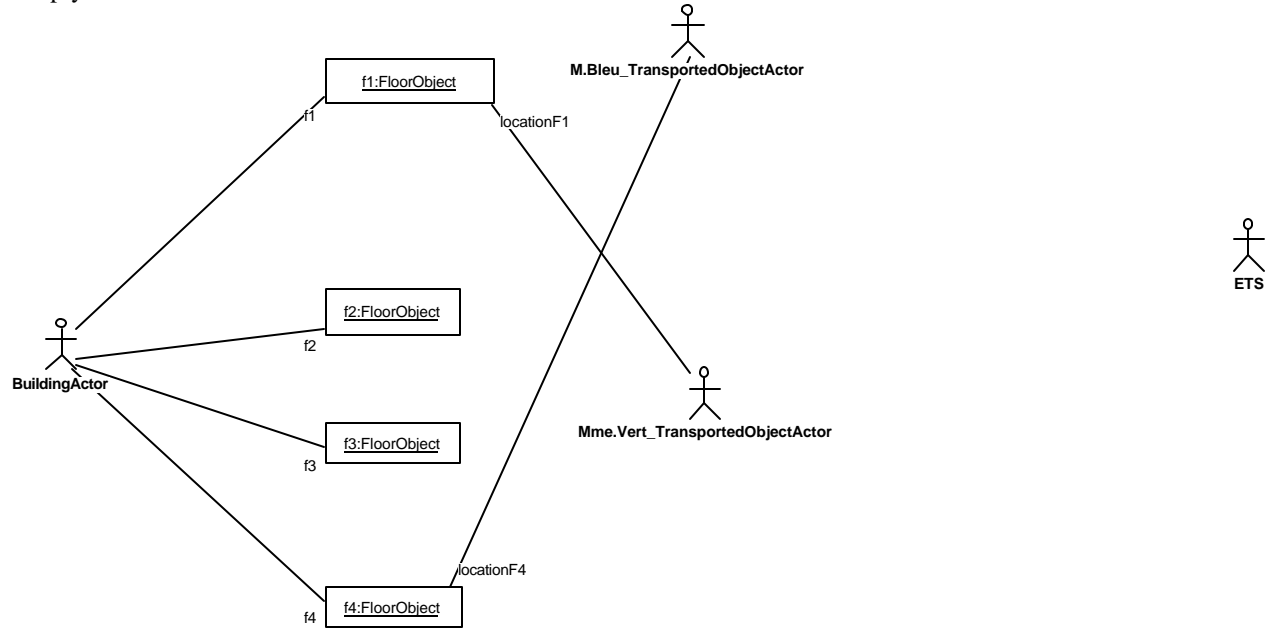 M.Bleu_TransportedObjectActor
f1:FloorObject
f1
locationF1
ETS
f2:FloorObject
f2
BuildingActor
Mme.Vert_TransportedObjectActor
f3:FloorObject
f3
locationF4
f4:FloorObject
f4